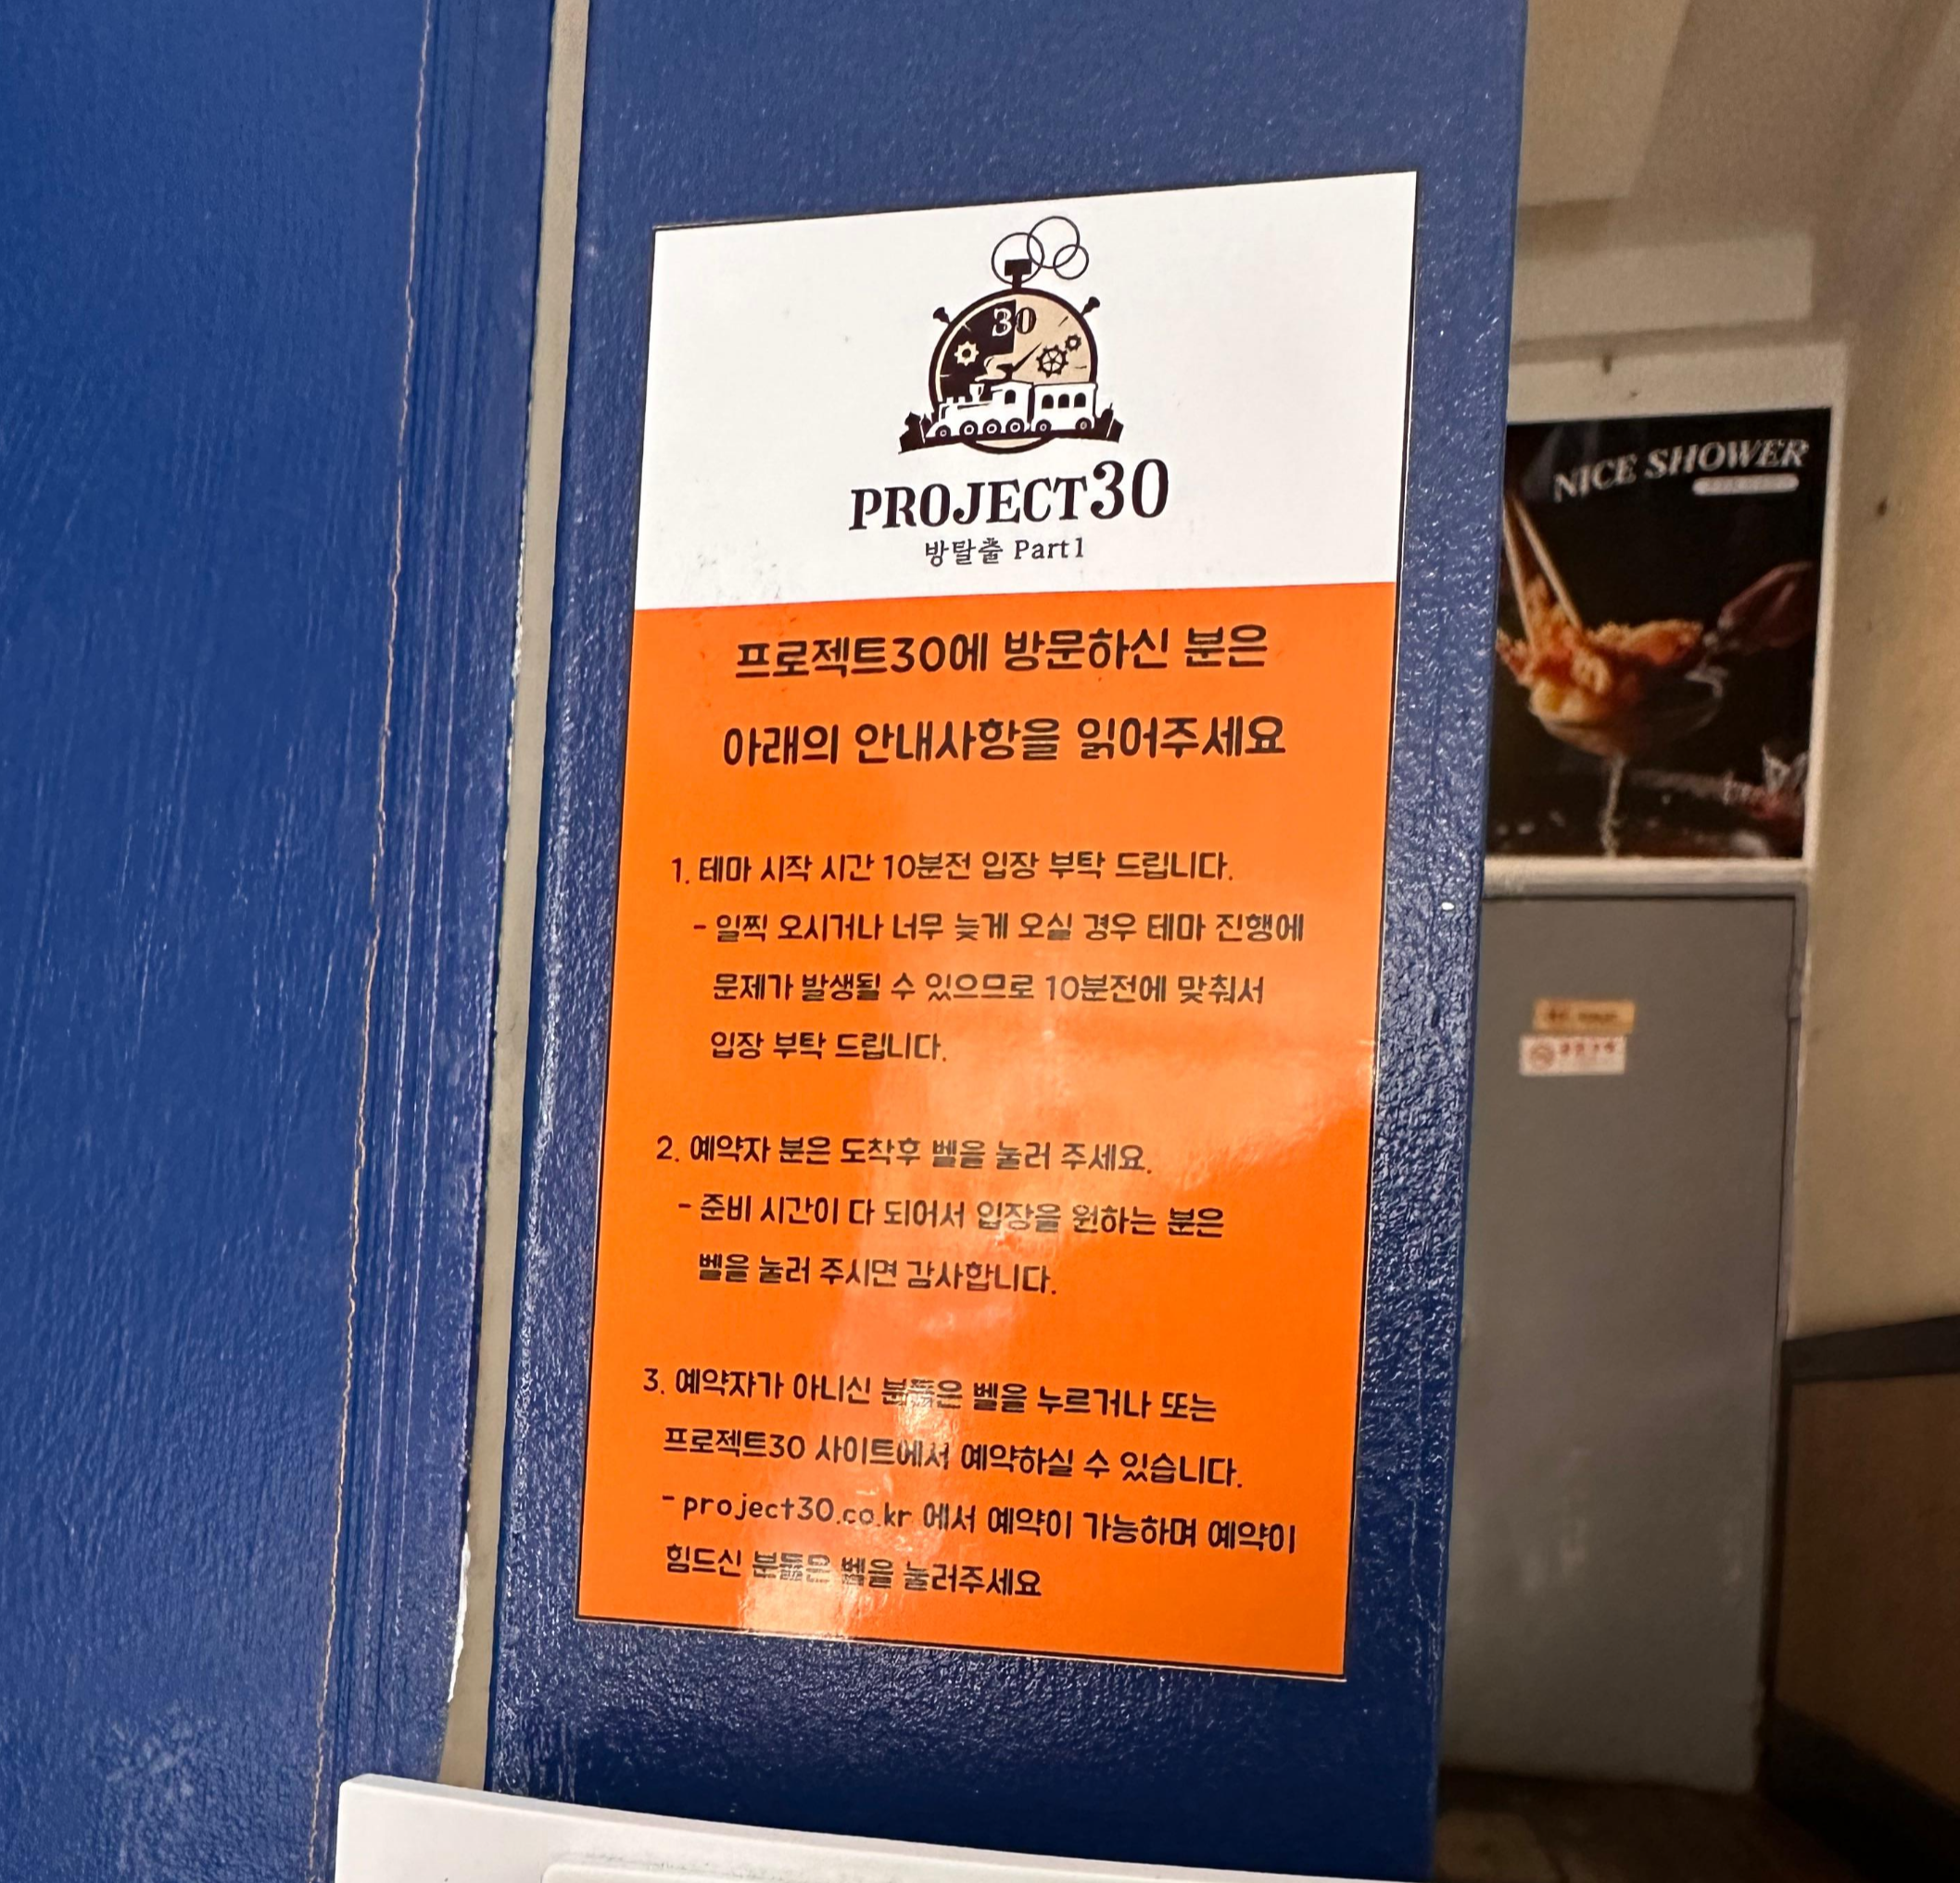 30
PROJECT30
방탈출 Part1
프로젝트30에 방문하신 분은
아래의 안내사항을 읽어주세요
1. 테마 시작 시간 10분전 입장 부탁 드립니다.
- 일찍 오시거나 너무 늦게 오실 경우 테마 진행에
문제가 발생될 수 있으므로 10분전에 맞춰서
입장 부탁 드립니다.
2. 예약자 분은 도착후 벨을 눌러 주세요.
- 준비 시간이 다 되어서 입장을 원하는 분은
벨을 눌러 주시면 감사합니다.
3. 예약자가 아니신 분들은 벨을 누르거나 또는
프로젝트30 사이트에서 예약하실 수 있습니다.
- project30.co.kr 에서 예약이 가능하며 예약이
힘드신 분들은 벨을 눌러주세요
NICE SHOWER